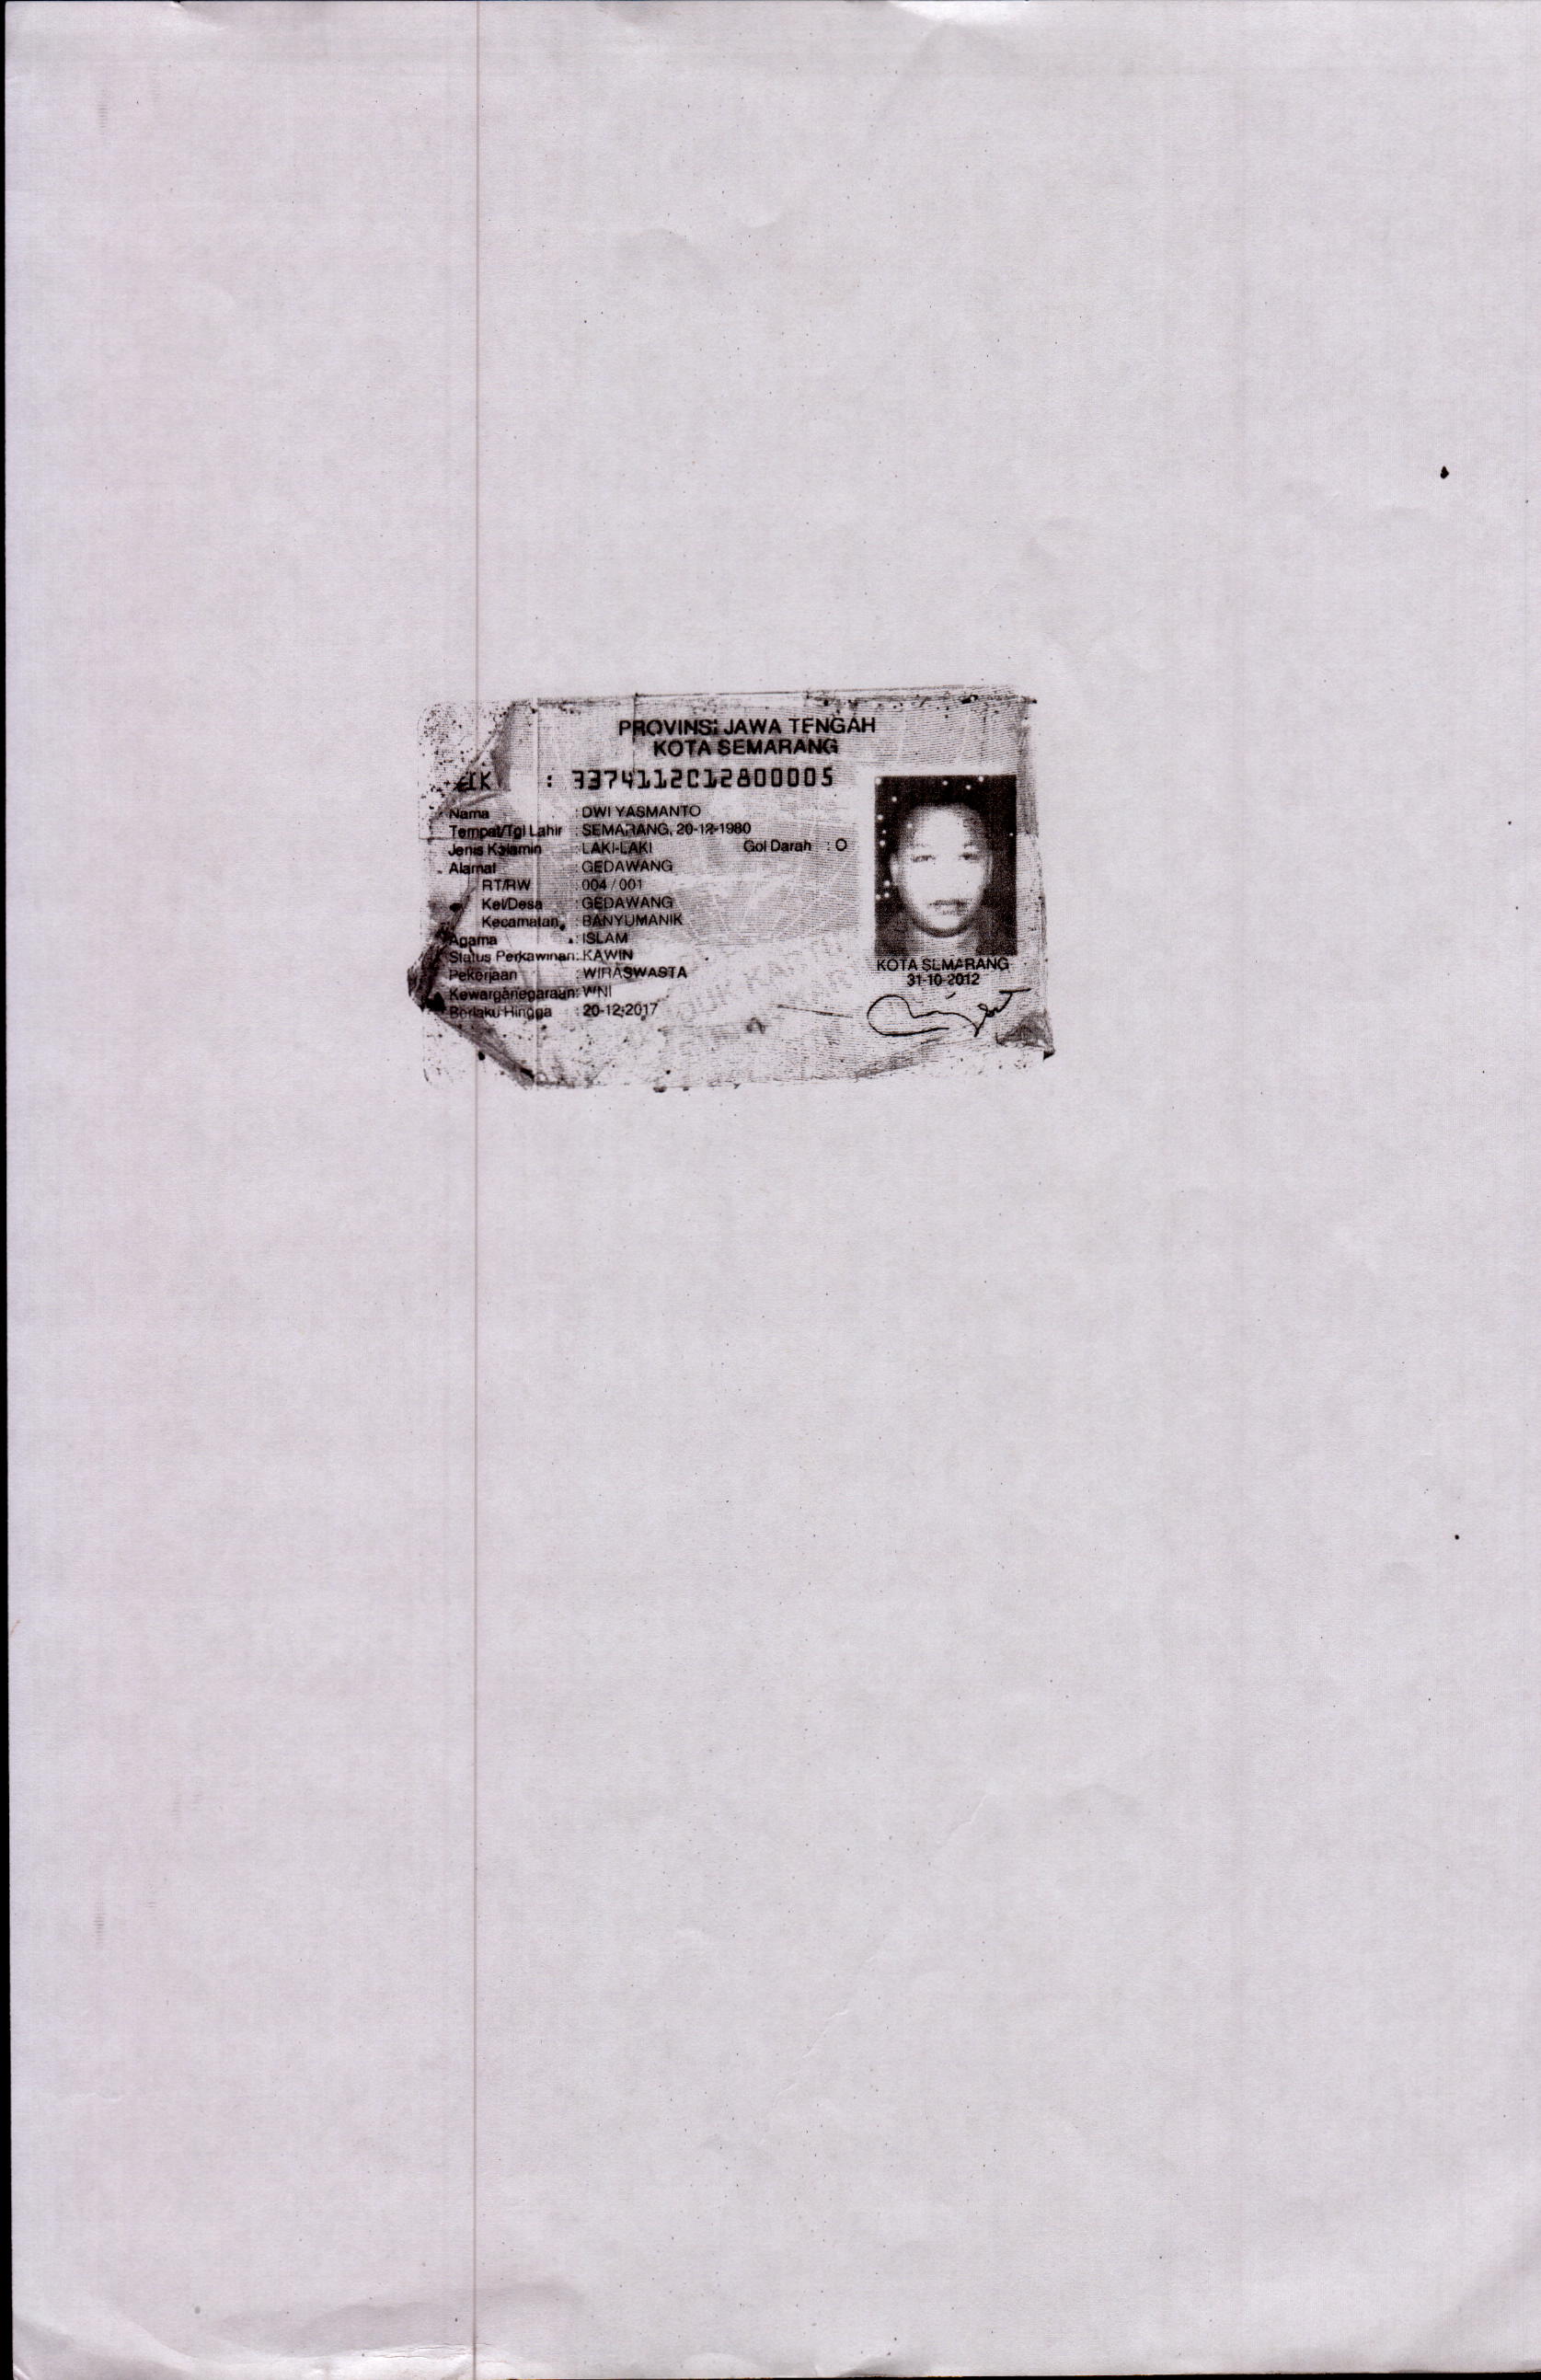 PROVINSI JAWA TENGAH
KOTA SEMARANG
IK : 3374112012800005
Nama : DWI YASMANTO
Tempat/Tgl Lahir : SEMARANG, 20-12-1980
Jenis Kelamin : LAKI-LAKI Gol Darah : O
Alamat : GEDAWANG
RT/RW : 004 / 001
Kel/Desa : GEDAWANG
Kecamatan : BANYUMANIK
Agama : ISLAM
Status Perkawinan : KAWIN
Pekerjaan : WIRASWASTA
Kewarganegaraan : WNI
Berlaku Hingga : 20-12-2017
KOTA SEMARANG
31-10-2012